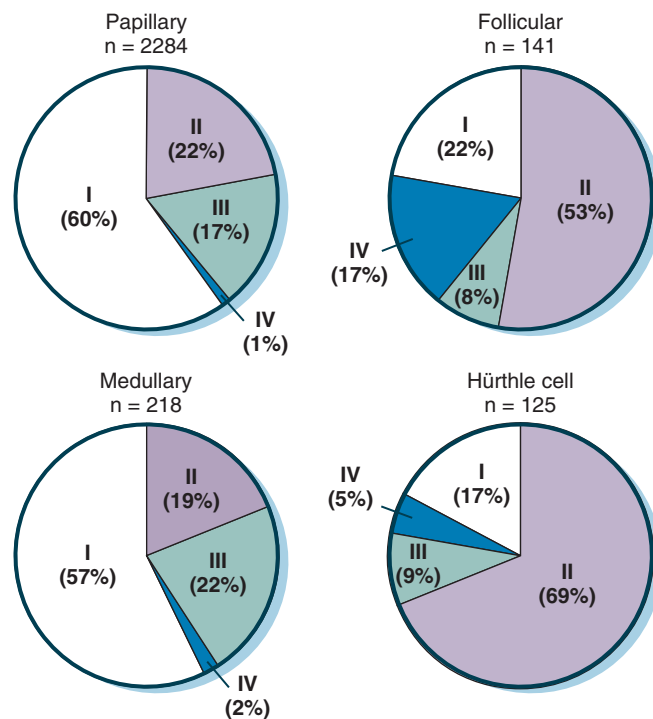 Papillary
n = 2284
II
(22%)
I
(60%)
III
(17%)
IV
(1%)
Follicular
n = 141
I
(22%)
II
(53%)
IV
(17%)
III
(8%)
Medullary
n = 218
II
(19%)
I
(57%)
III
(22%)
IV
(2%)
Hürthle cell
n = 125
IV
(5%)
I
(17%)
III
(9%)
II
(69%)